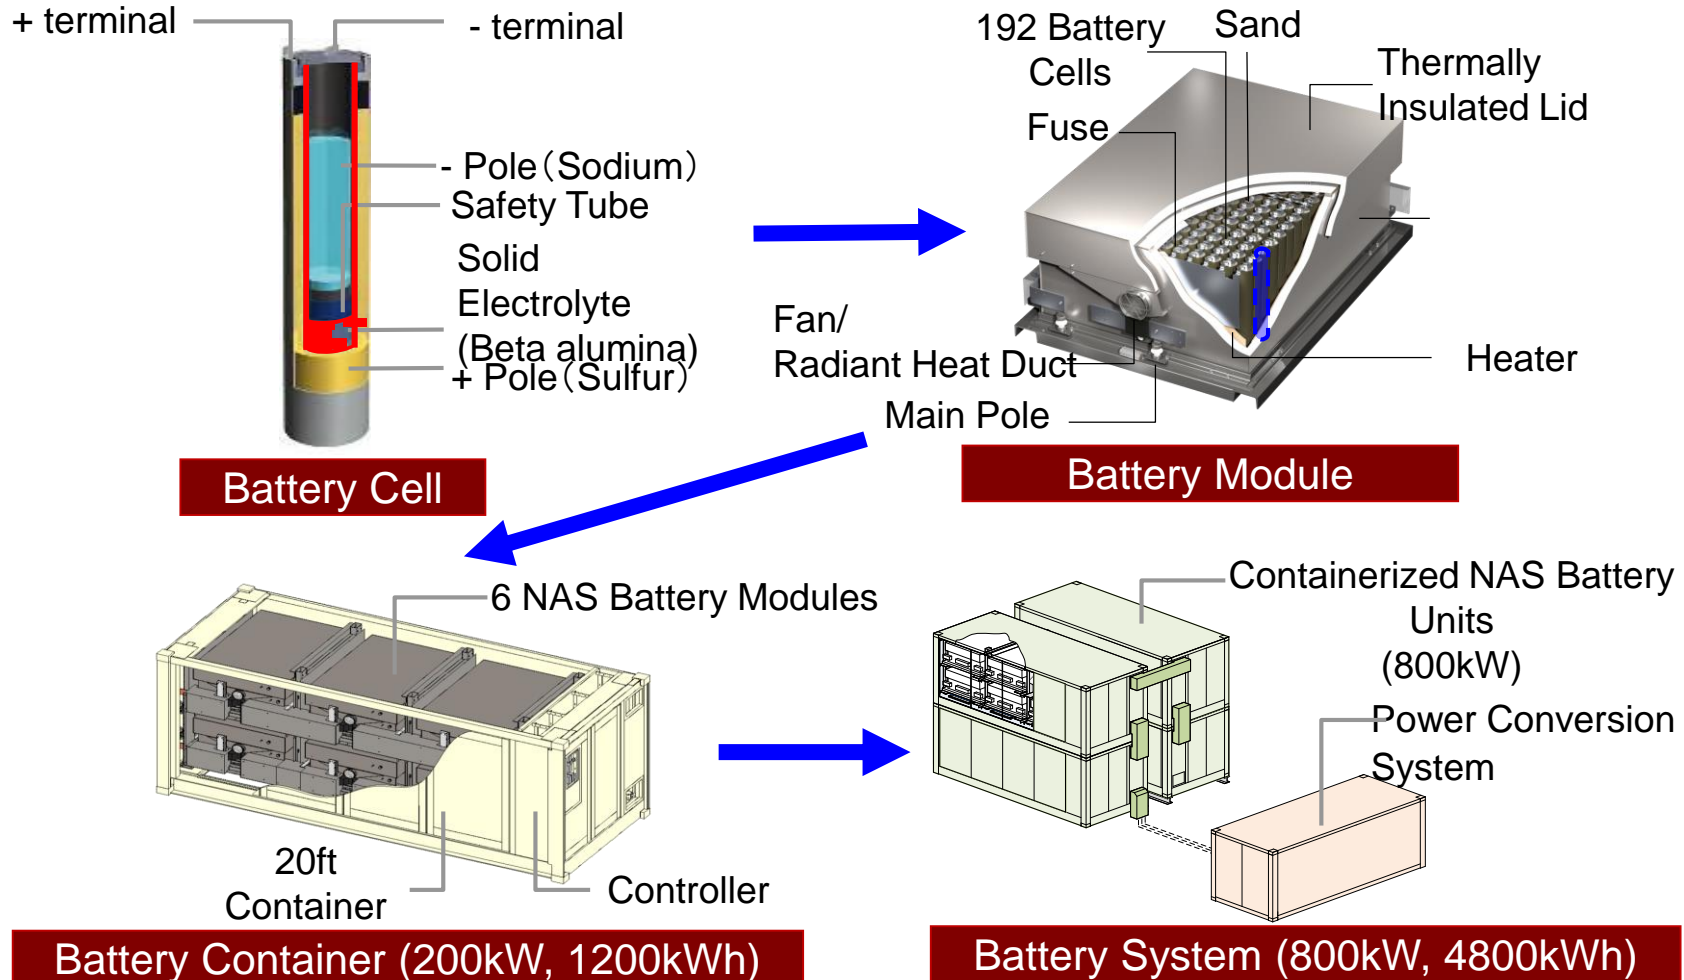 + terminal
- terminal
- Pole（Sodium）
Safety Tube
Solid
Electrolyte
(Beta alumina)
+ Pole（Sulfur）
Battery Cell
192 Battery
Cells
Sand
Thermally
Insulated Lid
Fuse
Fan/
Radiant Heat Duct
Main Pole
Heater
Battery Module
6 NAS Battery Modules
20ft
Container
Controller
Battery Container (200kW, 1200kWh)
Containerized NAS Battery
Units
(800kW)
Power Conversion
System
Battery System (800kW, 4800kWh)